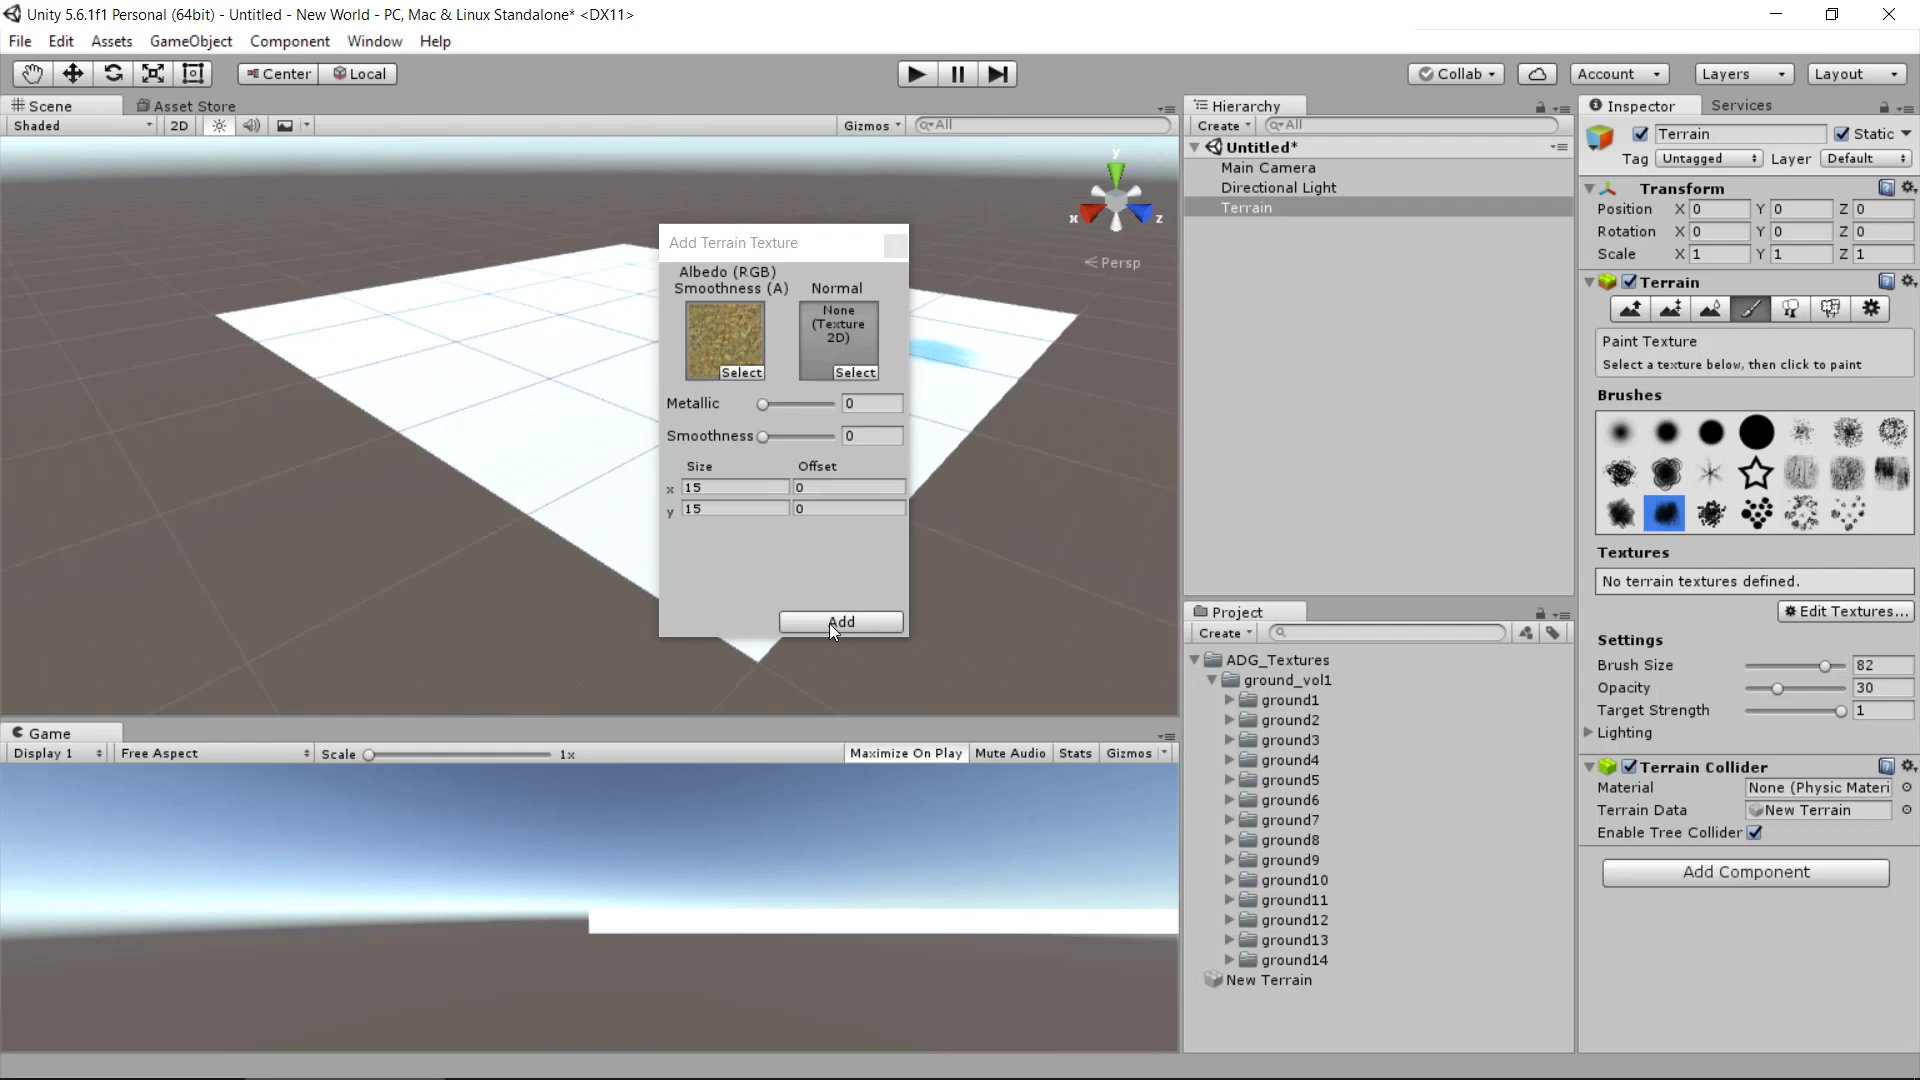 Unity 5.6.1f1 Personal (64bit) - Untitled - New World - PC, Mac & Linux Standalone* <DX11>
File Edit Assets GameObject Component Window Help
Center Local Collab Account Layers Layout
Scene Asset Store
Shaded 2D Gizmos All
y
x z
Persp
Add Terrain Texture
Albedo (RGB)
Smoothness (A) Normal
None
(Texture
2D)
Select Select
Metallic 0
Smoothness 0
Size Offset
x 15 0
y 15 0
Add
Game
Display 1 Free Aspect Scale 1x Maximize On Play Mute Audio Stats Gizmos
Hierarchy
Create All
Untitled*
Main Camera
Directional Light
Terrain
Project
Create
ADG_Textures
ground_vol1
ground1
ground2
ground3
ground4
ground5
ground6
ground7
ground8
ground9
ground10
ground11
ground12
ground13
ground14
New Terrain
Inspector Services
Terrain Static
Tag Untagged Layer Default
Transform
Position X 0 Y 0 Z 0
Rotation X 0 Y 0 Z 0
Scale X 1 Y 1 Z 1
Terrain
Paint Texture
Select a texture below, then click to paint
Brushes
Textures
No terrain textures defined.
Edit Textures...
Settings
Brush Size 82
Opacity 30
Target Strength 1
Lighting
Terrain Collider
Material None (Physic Materi
Terrain Data New Terrain
Enable Tree Collider
Add Component